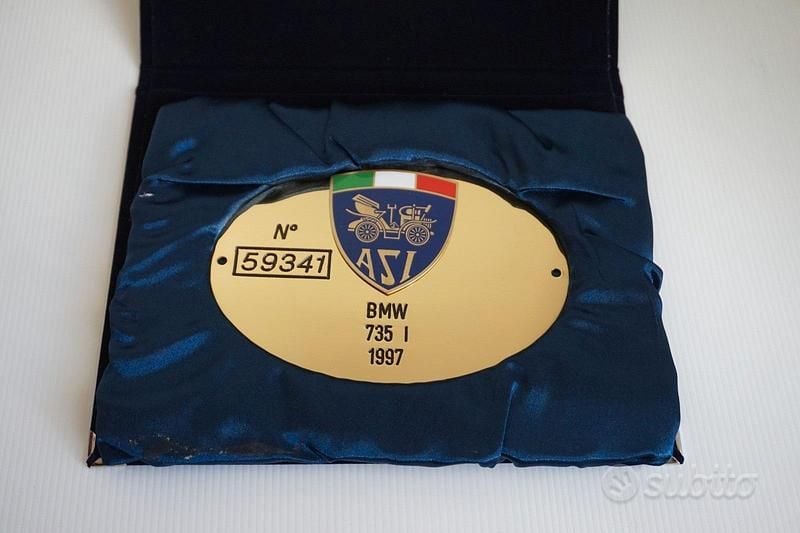 N°
59341
ASI
BMW
735 I
1997
subito